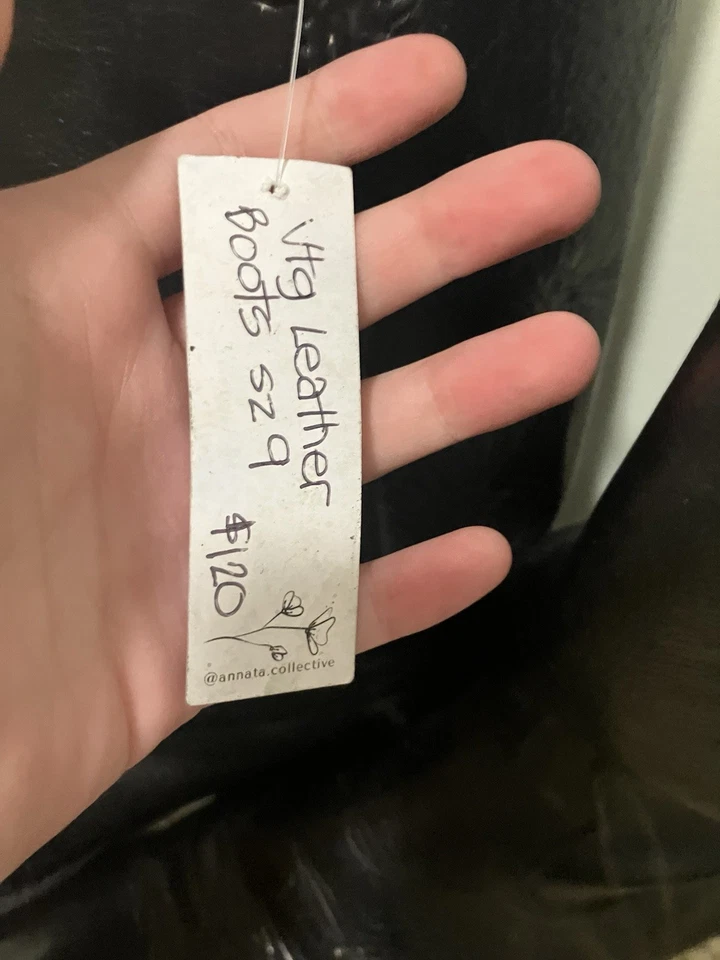 Vtg Leather
Boots sz 9
$120
@annata.collective